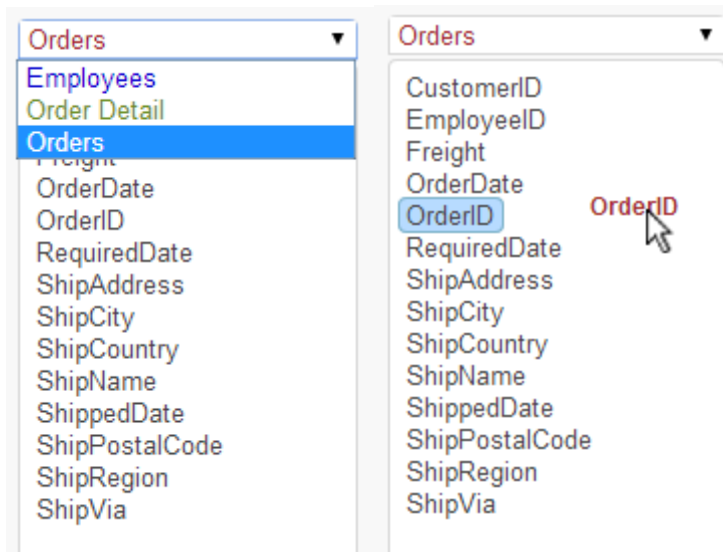 Orders
Employees
Order Detail
Orders
Freight
OrderDate
OrderID
RequiredDate
ShipAddress
ShipCity
ShipCountry
ShipName
ShippedDate
ShipPostalCode
ShipRegion
ShipVia
Orders
CustomerID
EmployeeID
Freight
OrderDate
OrderID
OrderID
RequiredDate
ShipAddress
ShipCity
ShipCountry
ShipName
ShippedDate
ShipPostalCode
ShipRegion
ShipVia